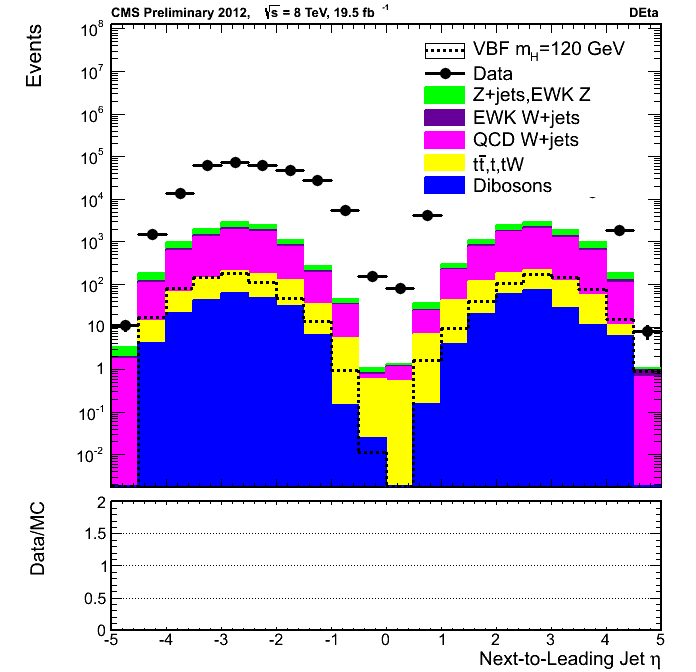 CMS Preliminary 2012, √s = 8 TeV, 19.5 fb⁻¹ DEta
Events
10⁸
10⁷
10⁶
10⁵
10⁴
10³
10²
10
1
10⁻¹
10⁻²
VBF m_H=120 GeV
Data
Z+jets,EWK Z
EWK W+jets
QCD W+jets
tt̅,t,tW
Dibosons
Data/MC
2
1.5
1
0.5
0
-5 -4 -3 -2 -1 0 1 2 3 4 5
Next-to-Leading Jet η